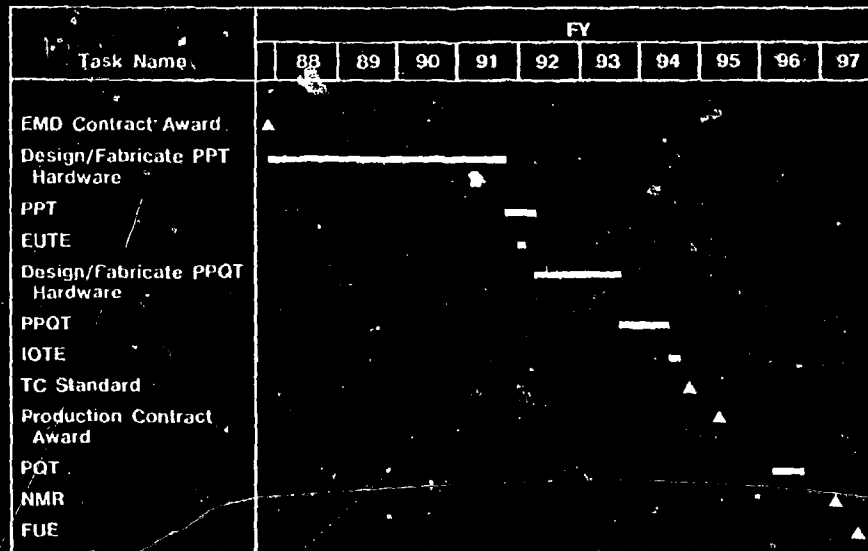 FY
Task Name 88 89 90 91 92 93 94 95 96 97
EMD Contract Award
Design/Fabricate PPT
Hardware
PPT
EUTE
Design/Fabricate PPQT
Hardware
PPQT
IOTE
TC Standard
Production Contract
Award
PQT
NMR
FUE